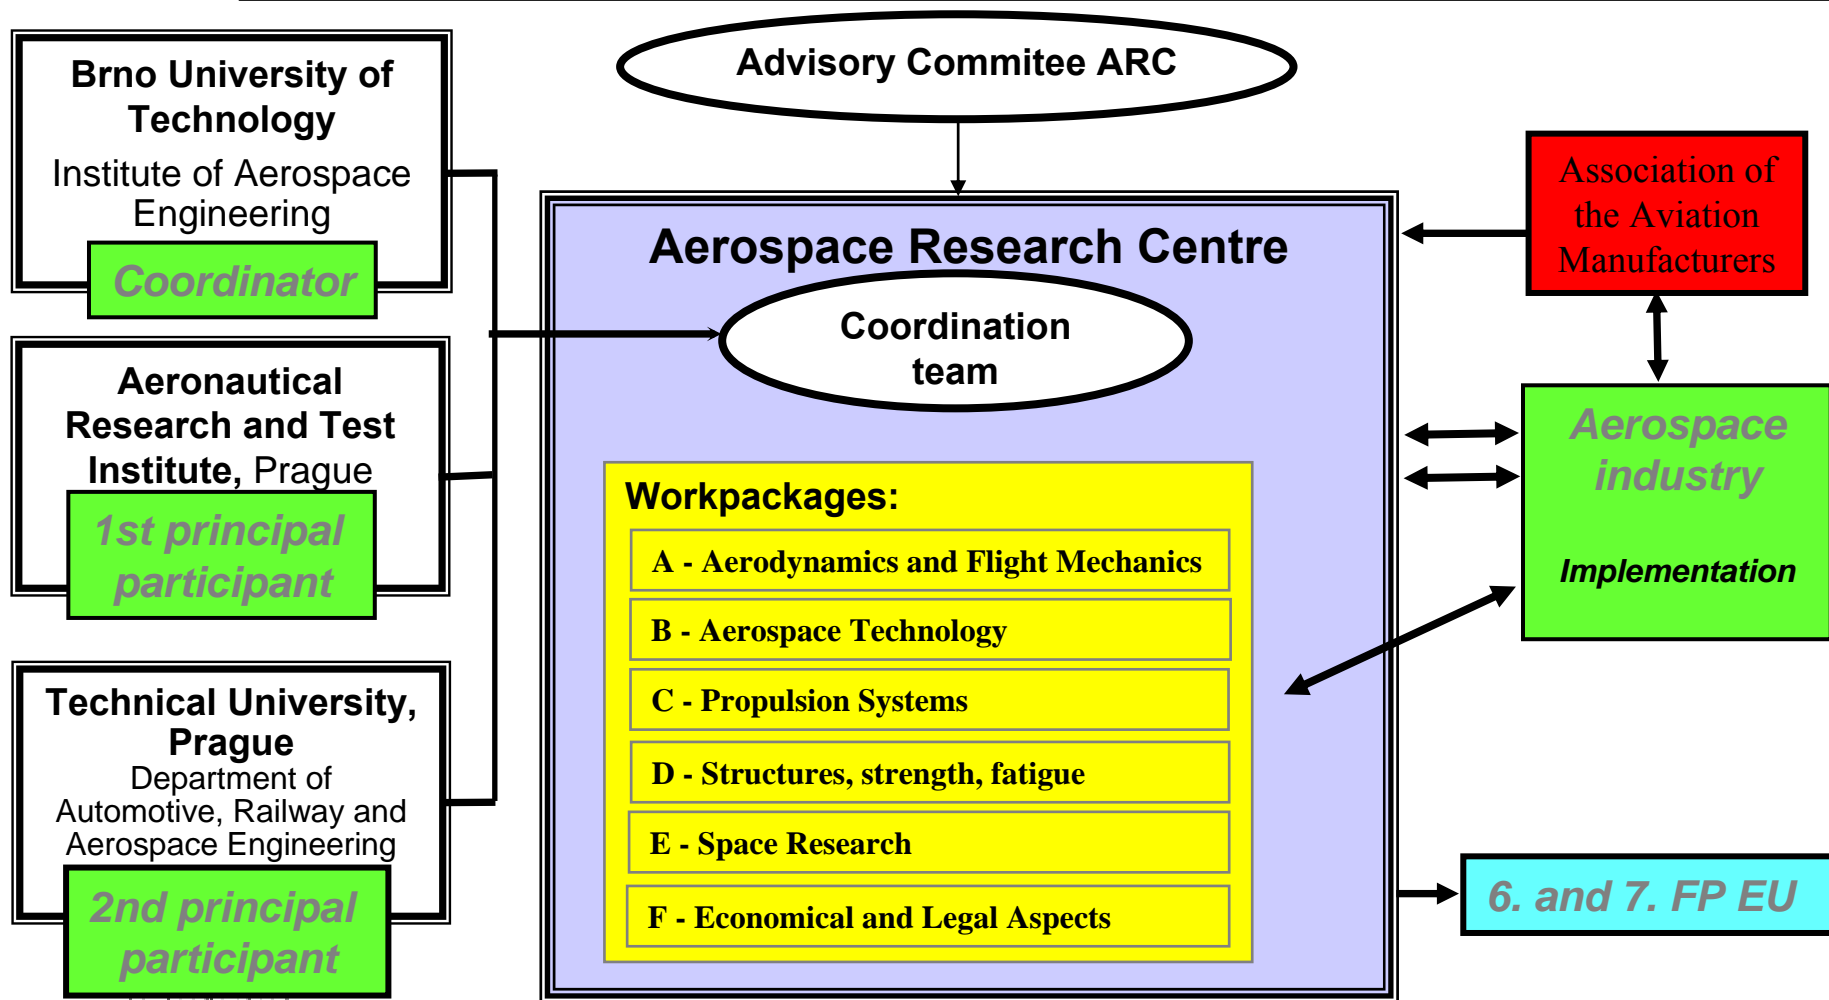 Advisory Commitee ARC
Brno University of
Technology
Institute of Aerospace
Engineering
Coordinator
Aeronautical
Research and Test
Institute, Prague
1st principal
participant
Technical University,
Prague
Department of
Automotive, Railway and
Aerospace Engineering
2nd principal
participant
Aerospace Research Centre
Coordination
team
Workpackages:
A - Aerodynamics and Flight Mechanics
B - Aerospace Technology
C - Propulsion Systems
D - Structures, strength, fatigue
E - Space Research
F - Economical and Legal Aspects
Association of
the Aviation
Manufacturers
Aerospace
industry
Implementation
6. and 7. FP EU